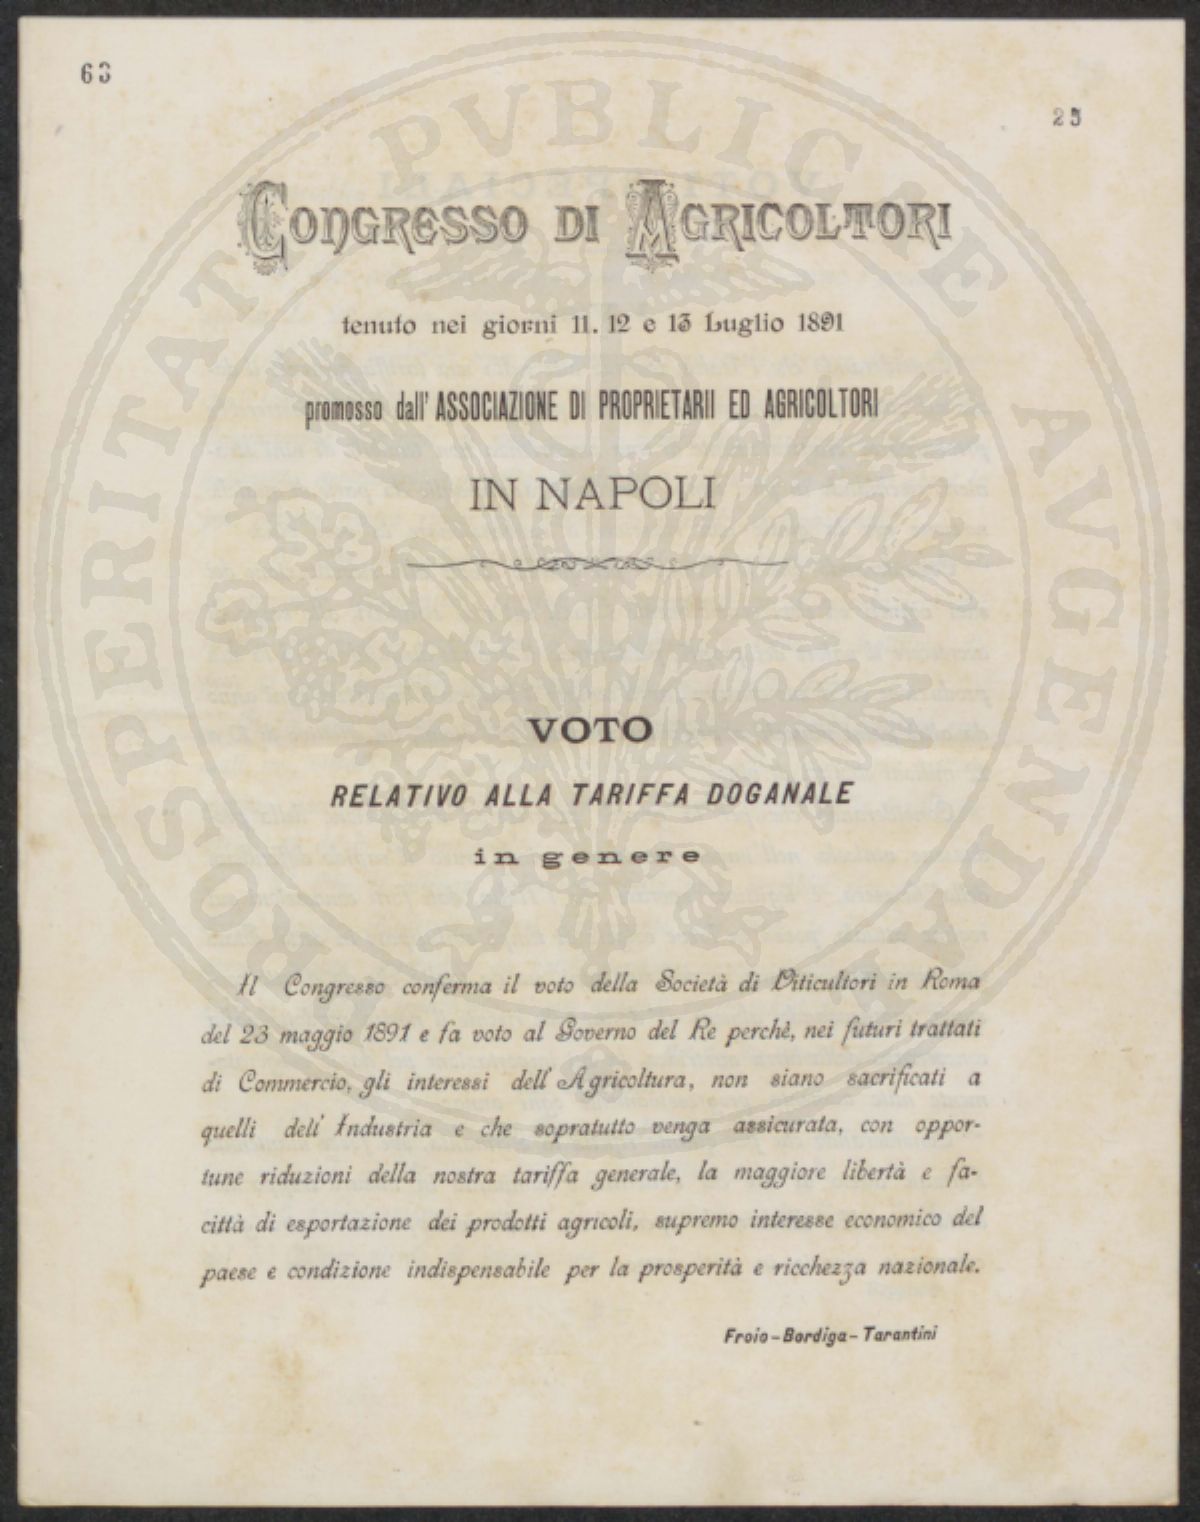 63
25
CONGRESSO DI AGRICOLTORI
tenuto nei giorni 11. 12 e 13 Luglio 1891
promosso dall' ASSOCIAZIONE DI PROPRIETARII ED AGRICOLTORI
IN NAPOLI
VOTO
RELATIVO ALLA TARIFFA DOGANALE
in genere
Il Congresso conferma il voto della Società di Viticultori in Roma
del 23 maggio 1891 e fa voto al Governo del Re perchè, nei futuri trattati
di Commercio, gli interessi dell' Agricoltura, non siano sacrificati a
quelli dell' Industria e che sopratutto venga assicurata, con oppor-
tune riduzioni della nostra tariffa generale, la maggiore libertà e fa-
città di esportazione dei prodotti agricoli, supremo interesse economico del
paese e condizione indispensabile per la prosperità e ricchezza nazionale.
Froio-Bordiga-Tarantini
PROSPERITATI PVBLICAE AVGENDAE